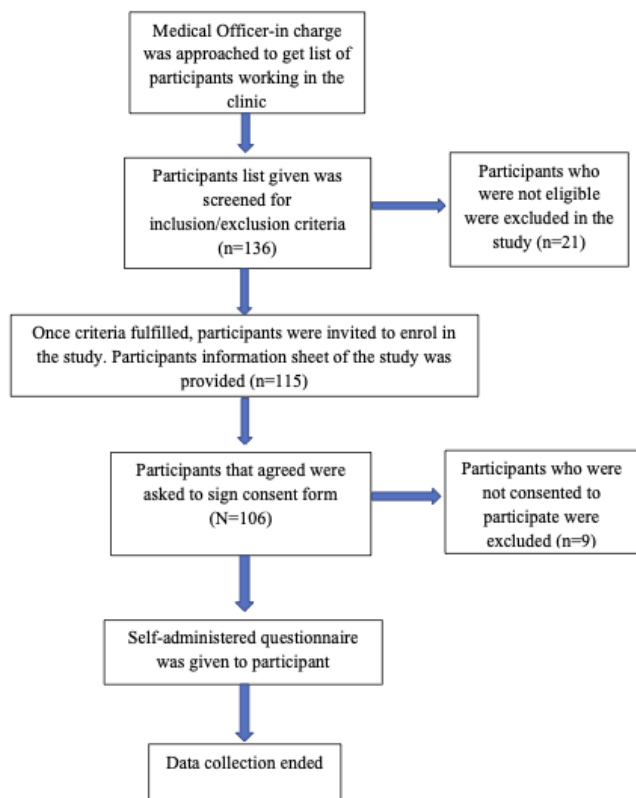 Medical Officer-in charge
was approached to get list of
participants working in the
clinic
Participants list given was
screened for
inclusion/exclusion criteria
(n=136)
Participants who
were not eligible
were excluded in the
study (n=21)
Once criteria fulfilled, participants were invited to enrol in
the study. Participants information sheet of the study was
provided (n=115)
Participants that agreed were
asked to sign consent form
(N=106)
Participants who were
not consented to
participate were
excluded (n=9)
Self-administered questionnaire
was given to participant
Data collection ended